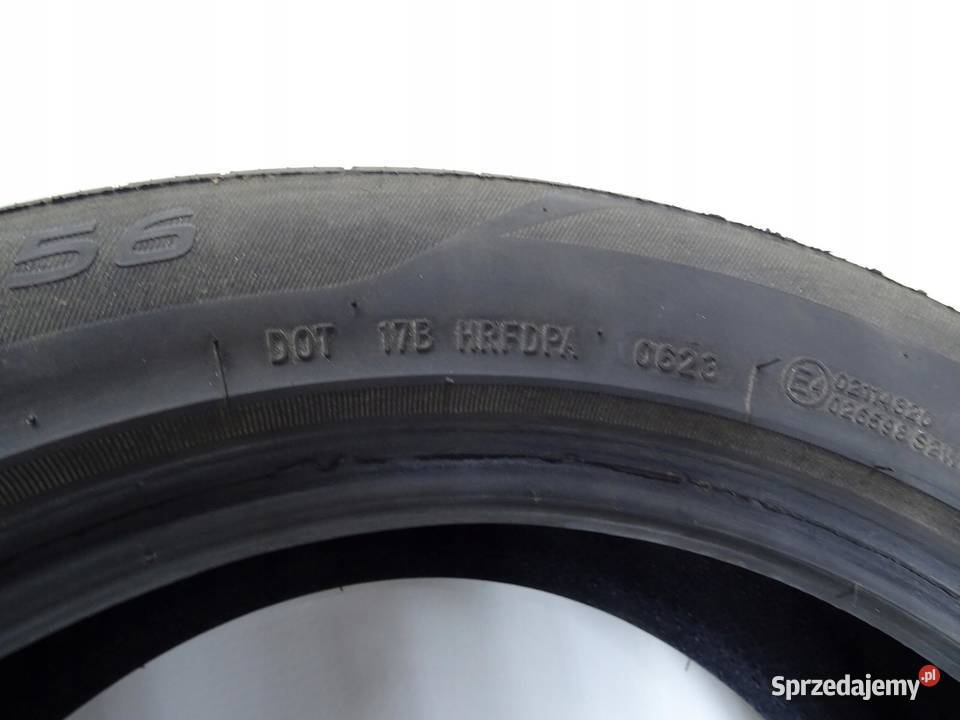 56
DOT 17B HRFDPA 0623
E4
Sprzedajemy.pl